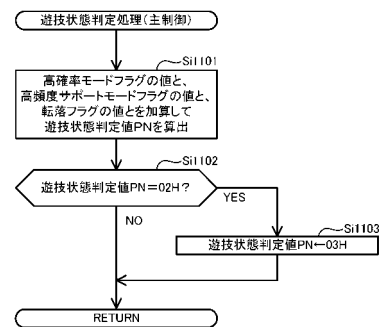 遊技状態判定処理(主制御)
Si1101
高確率モードフラグの値と、
高頻度サポートモードフラグの値と、
転落フラグの値とを加算して
遊技状態判定値PNを算出
Si1102
遊技状態判定値PN=02H?
YES
NO
Si1103
遊技状態判定値PN←03H
RETURN